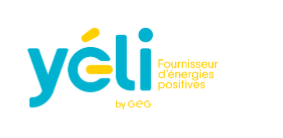 yéli
Fournisseur
d'énergies
positives
by GEG